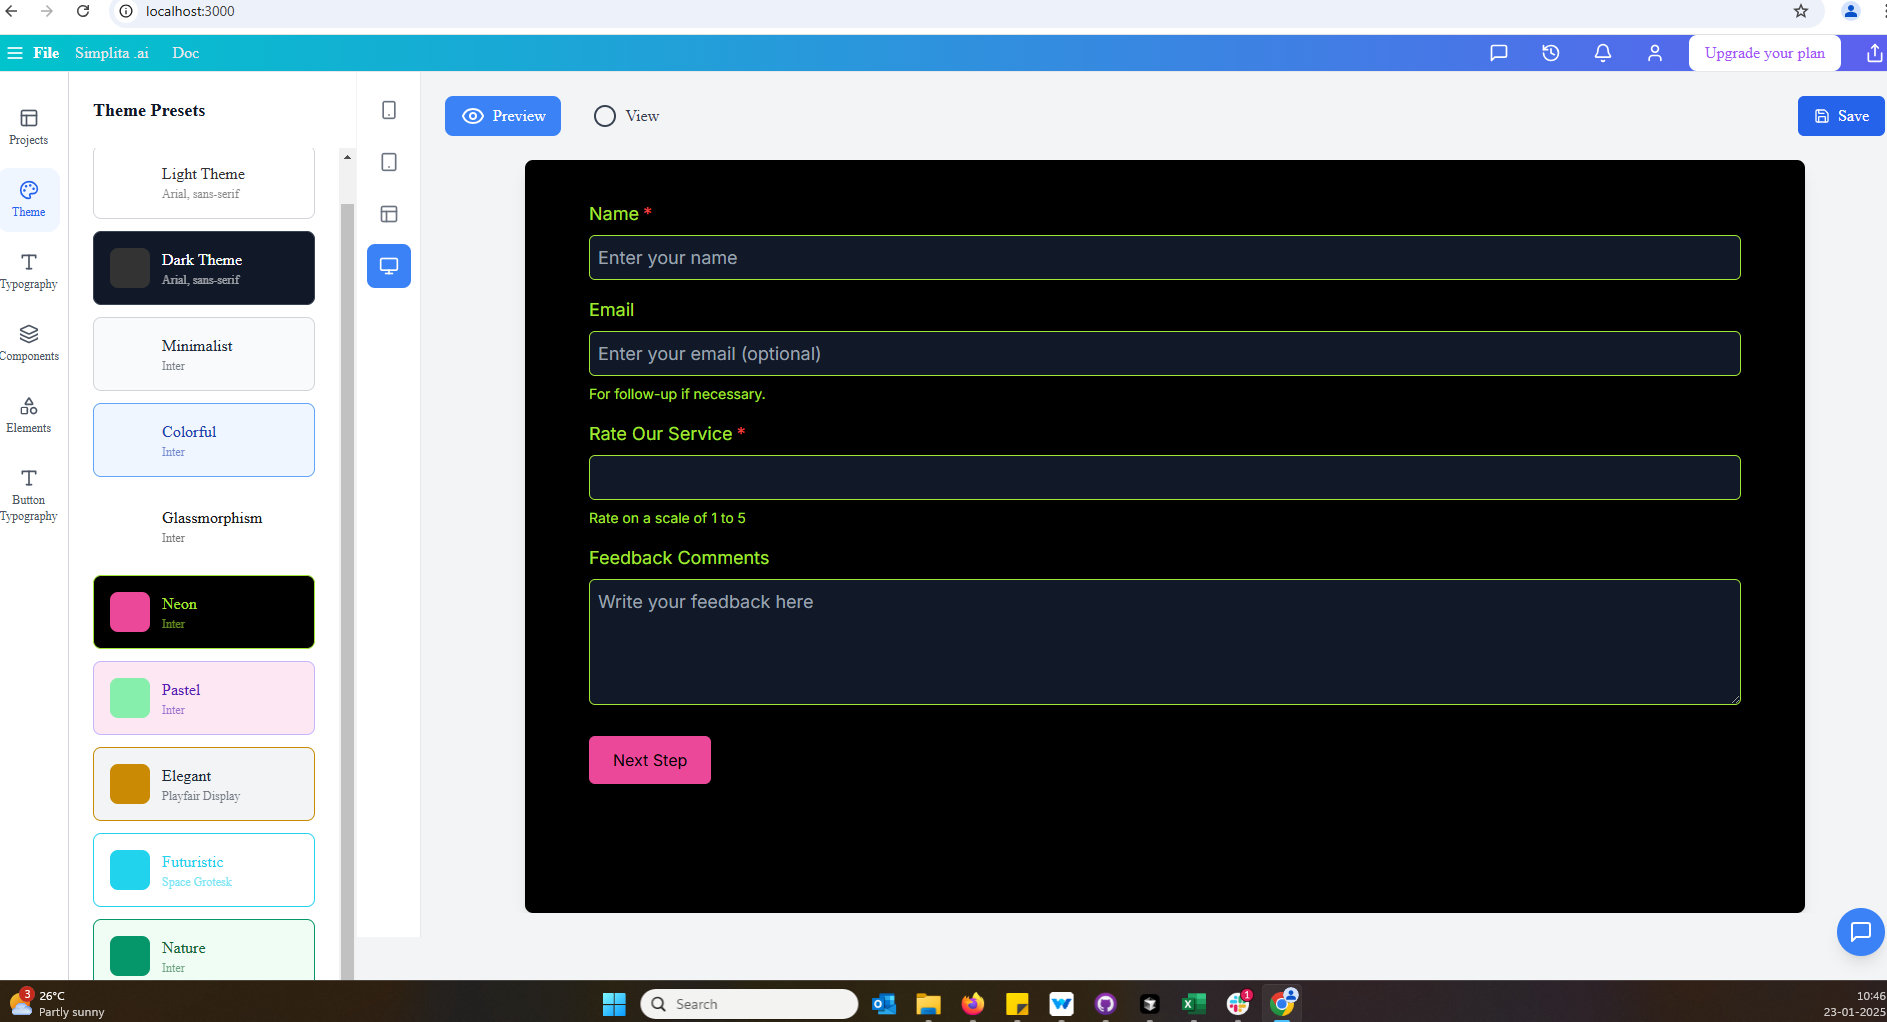 localhost:3000
File Simplita .ai Doc
Upgrade your plan
Projects
Theme
Typography
Components
Elements
Button
Typography
Theme Presets
Light Theme
Arial, sans-serif
Dark Theme
Arial, sans-serif
Minimalist
Inter
Colorful
Inter
Glassmorphism
Inter
Neon
Inter
Pastel
Inter
Elegant
Playfair Display
Futuristic
Space Grotesk
Nature
Inter
Preview View
Save
Name *
Enter your name
Email
Enter your email (optional)
For follow-up if necessary.
Rate Our Service *
Rate on a scale of 1 to 5
Feedback Comments
Write your feedback here
Next Step
3
26°C
Partly sunny
Search
1
10:46
23-01-2025